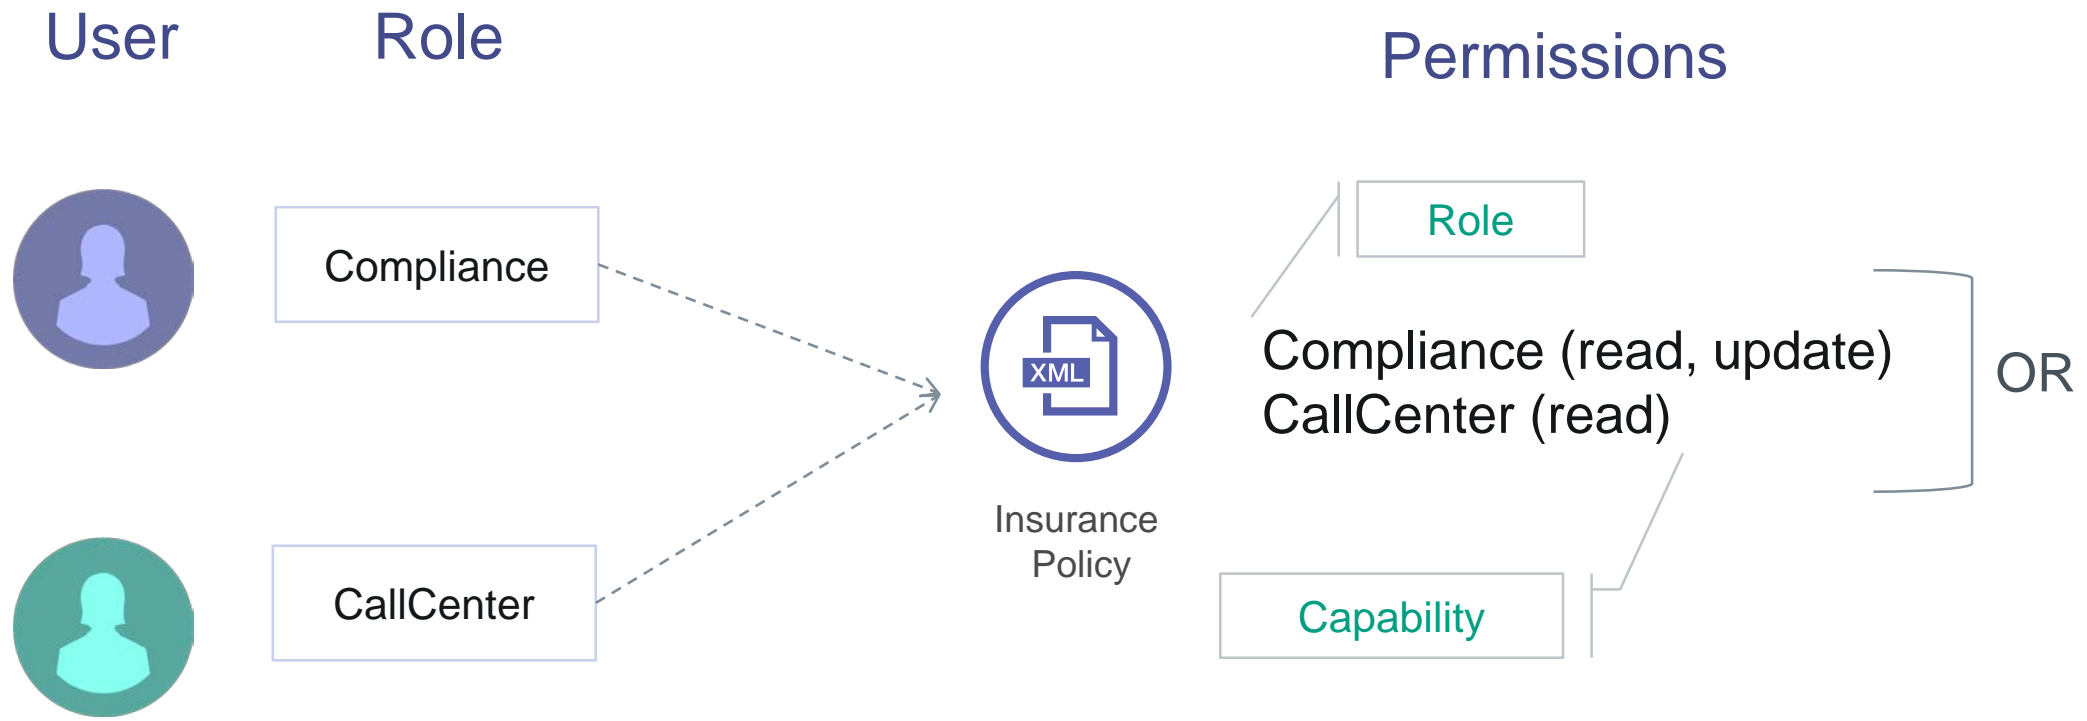 User
Role
Permissions
Role
Compliance
XML
Compliance (read, update)
CallCenter (read)
OR
Insurance
Policy
CallCenter
Capability